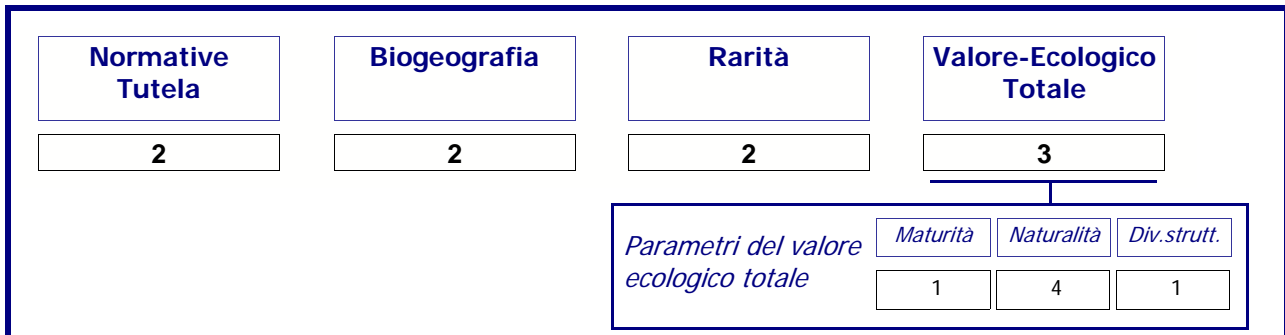 Normative
Tutela
Biogeografia
Rarità
Valore-Ecologico
Totale
2
2
2
3
Parametri del valore
ecologico totale
Maturità
Naturalità
Div.strutt.
1
4
1